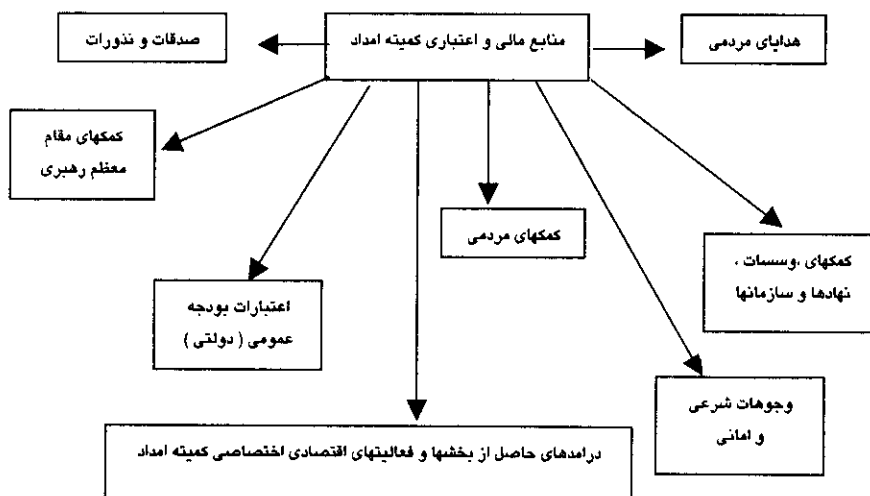 منابع مالی و اعتباری کمیته امداد
هدایای مردمی
صدقات و نذورات
کمکهای مقام
معظم رهبری
کمکهای مردمی
کمکهای ,وسسات ،
نهادها و سازمانها
اعتبارات بودجه
عمومی ( دولتی )
وجوهات شرعی
و امانی
درامدهای حاصل از بخشها و فعالیتهای اقتصادی اختصاصی کمیته امداد